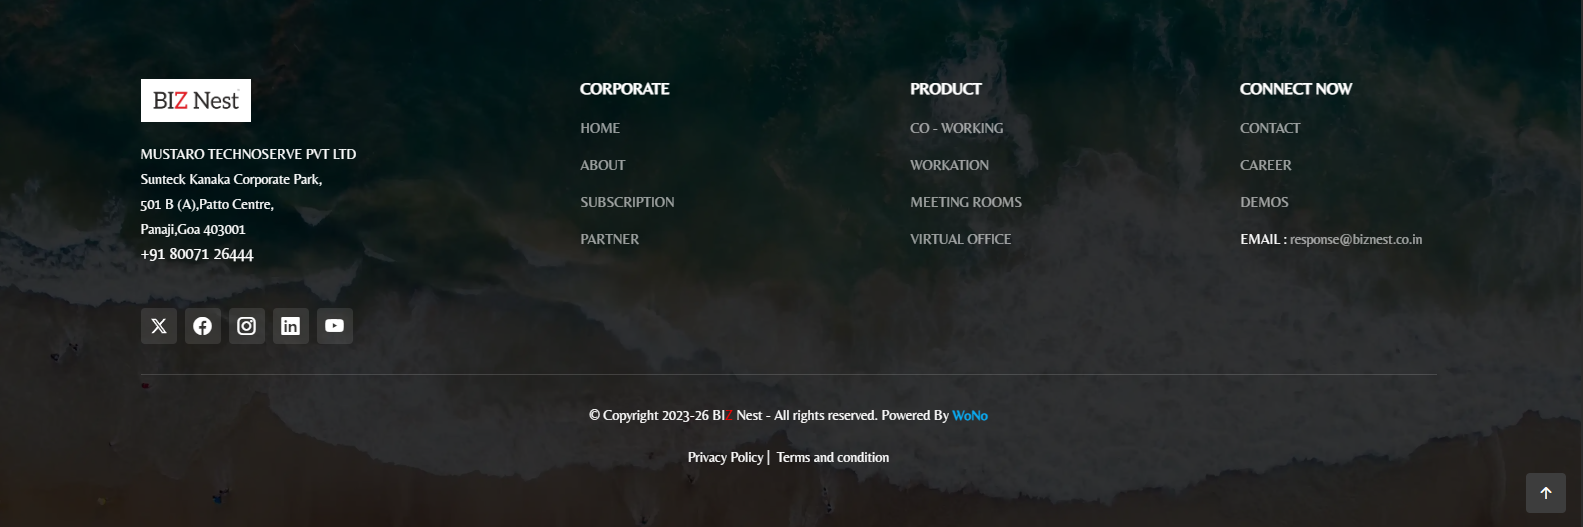 BIZ Nest
MUSTARO TECHNOSERVE PVT LTD
Sunteck Kanaka Corporate Park,
501 B (A),Patto Centre,
Panaji,Goa 403001
+91 80071 26444
CORPORATE
HOME
ABOUT
SUBSCRIPTION
PARTNER
PRODUCT
CO - WORKING
WORKATION
MEETING ROOMS
VIRTUAL OFFICE
CONNECT NOW
CONTACT
CAREER
DEMOS
EMAIL : response@biznest.co.in
© Copyright 2023-26 BIZ Nest - All rights reserved. Powered By WoNo
Privacy Policy | Terms and condition